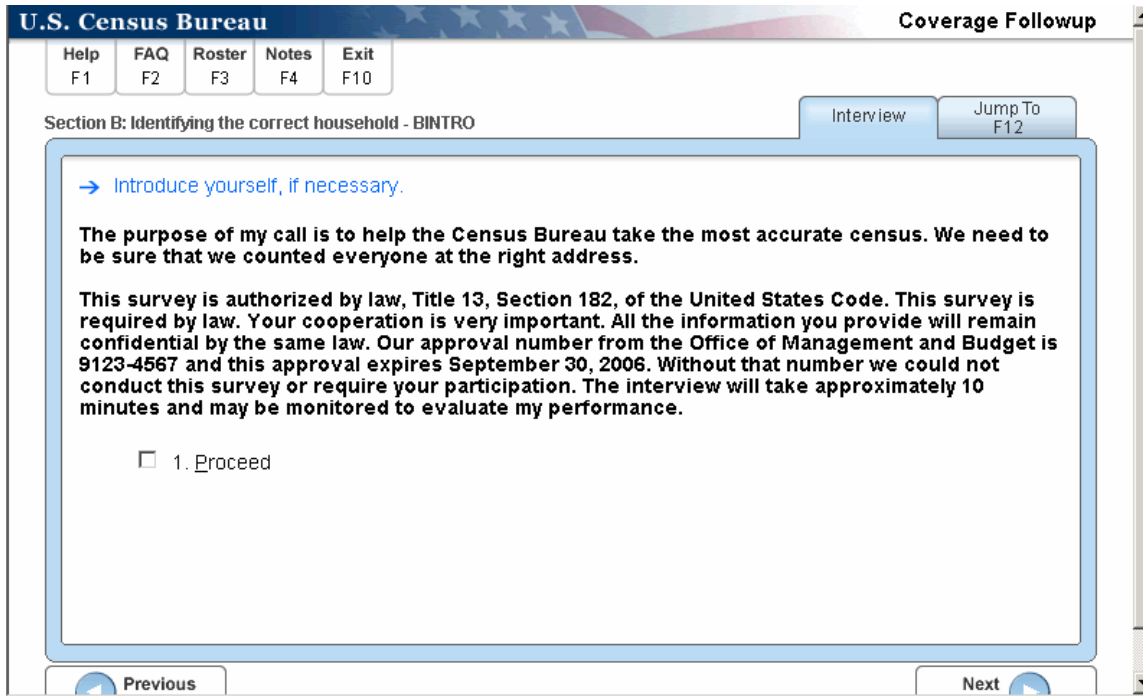 U.S. Census Bureau
Coverage Followup
Help FAQ Roster Notes Exit
F1 F2 F3 F4 F10
Section B: Identifying the correct household - BINTRO
Interview
Jump To
F12
→ Introduce yourself, if necessary.
The purpose of my call is to help the Census Bureau take the most accurate census. We need to
be sure that we counted everyone at the right address.
This survey is authorized by law, Title 13, Section 182, of the United States Code. This survey is
required by law. Your cooperation is very important. All the information you provide will remain
confidential by the same law. Our approval number from the Office of Management and Budget is
9123-4567 and this approval expires September 30, 2006. Without that number we could not
conduct this survey or require your participation. The interview will take approximately 10
minutes and may be monitored to evaluate my performance.
1. Proceed
Previous
Next